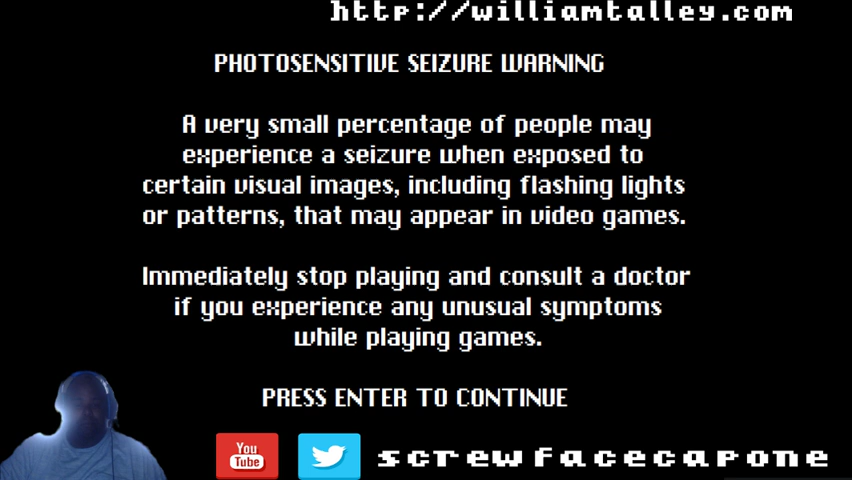 http://williamtalley.com
PHOTOSENSITIVE SEIZURE WARNING
A very small percentage of people may
experience a seizure when exposed to
certain visual images, including flashing lights
or patterns, that may appear in video games.
Immediately stop playing and consult a doctor
if you experience any unusual symptoms
while playing games.
PRESS ENTER TO CONTINUE
You
Tube
screwfacecapone